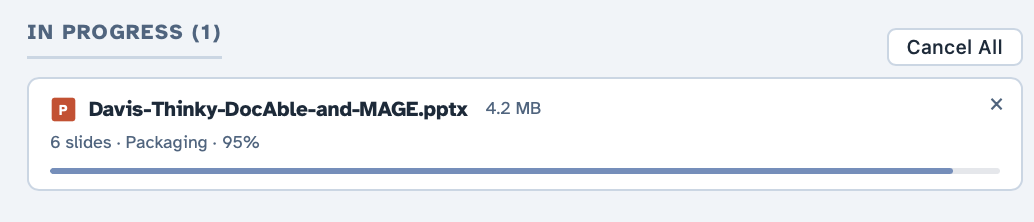 IN PROGRESS (1)
Cancel All
P Davis-Thinky-DocAble-and-MAGE.pptx 4.2 MB ×
6 slides · Packaging · 95%